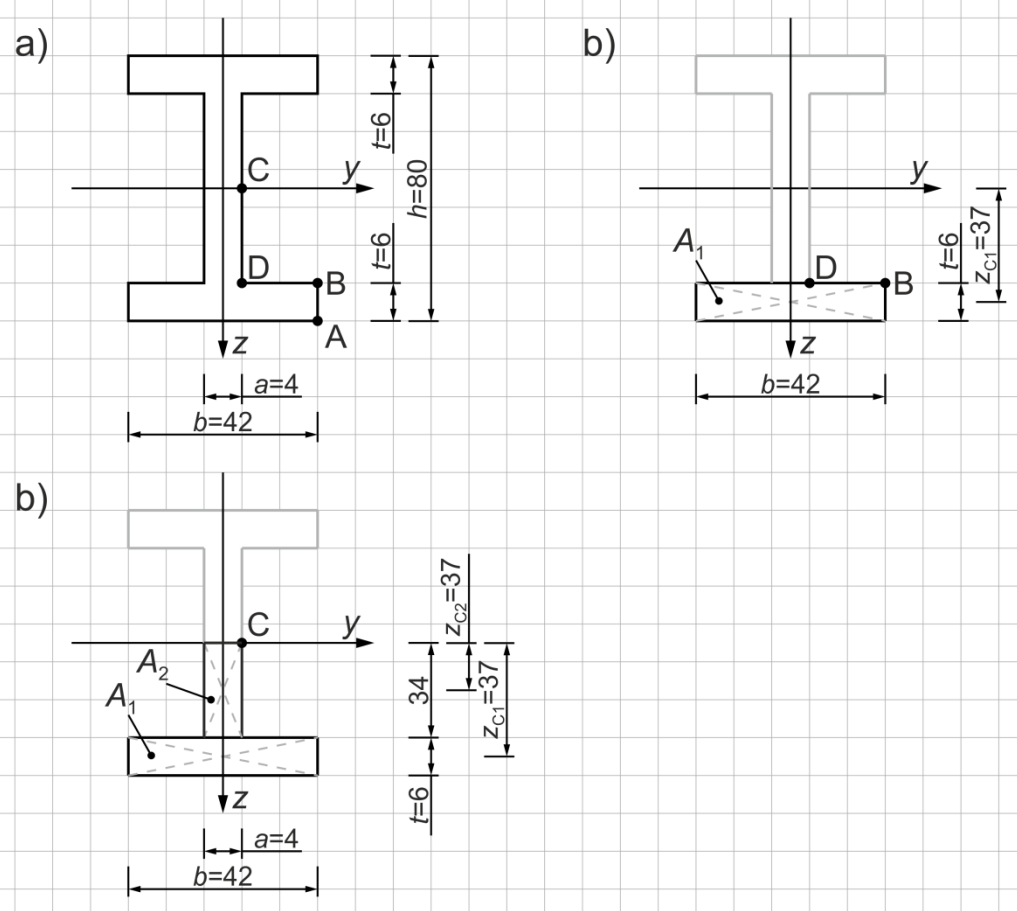 a)
t=6
h=80
t=6
C
y
D
B
A
z
a=4
b=42
b)
y
A1
D
B
t=6
zC1=37
z
b=42
b)
C
y
A2
A1
zC2=37
34
zC1=37
t=6
z
a=4
b=42